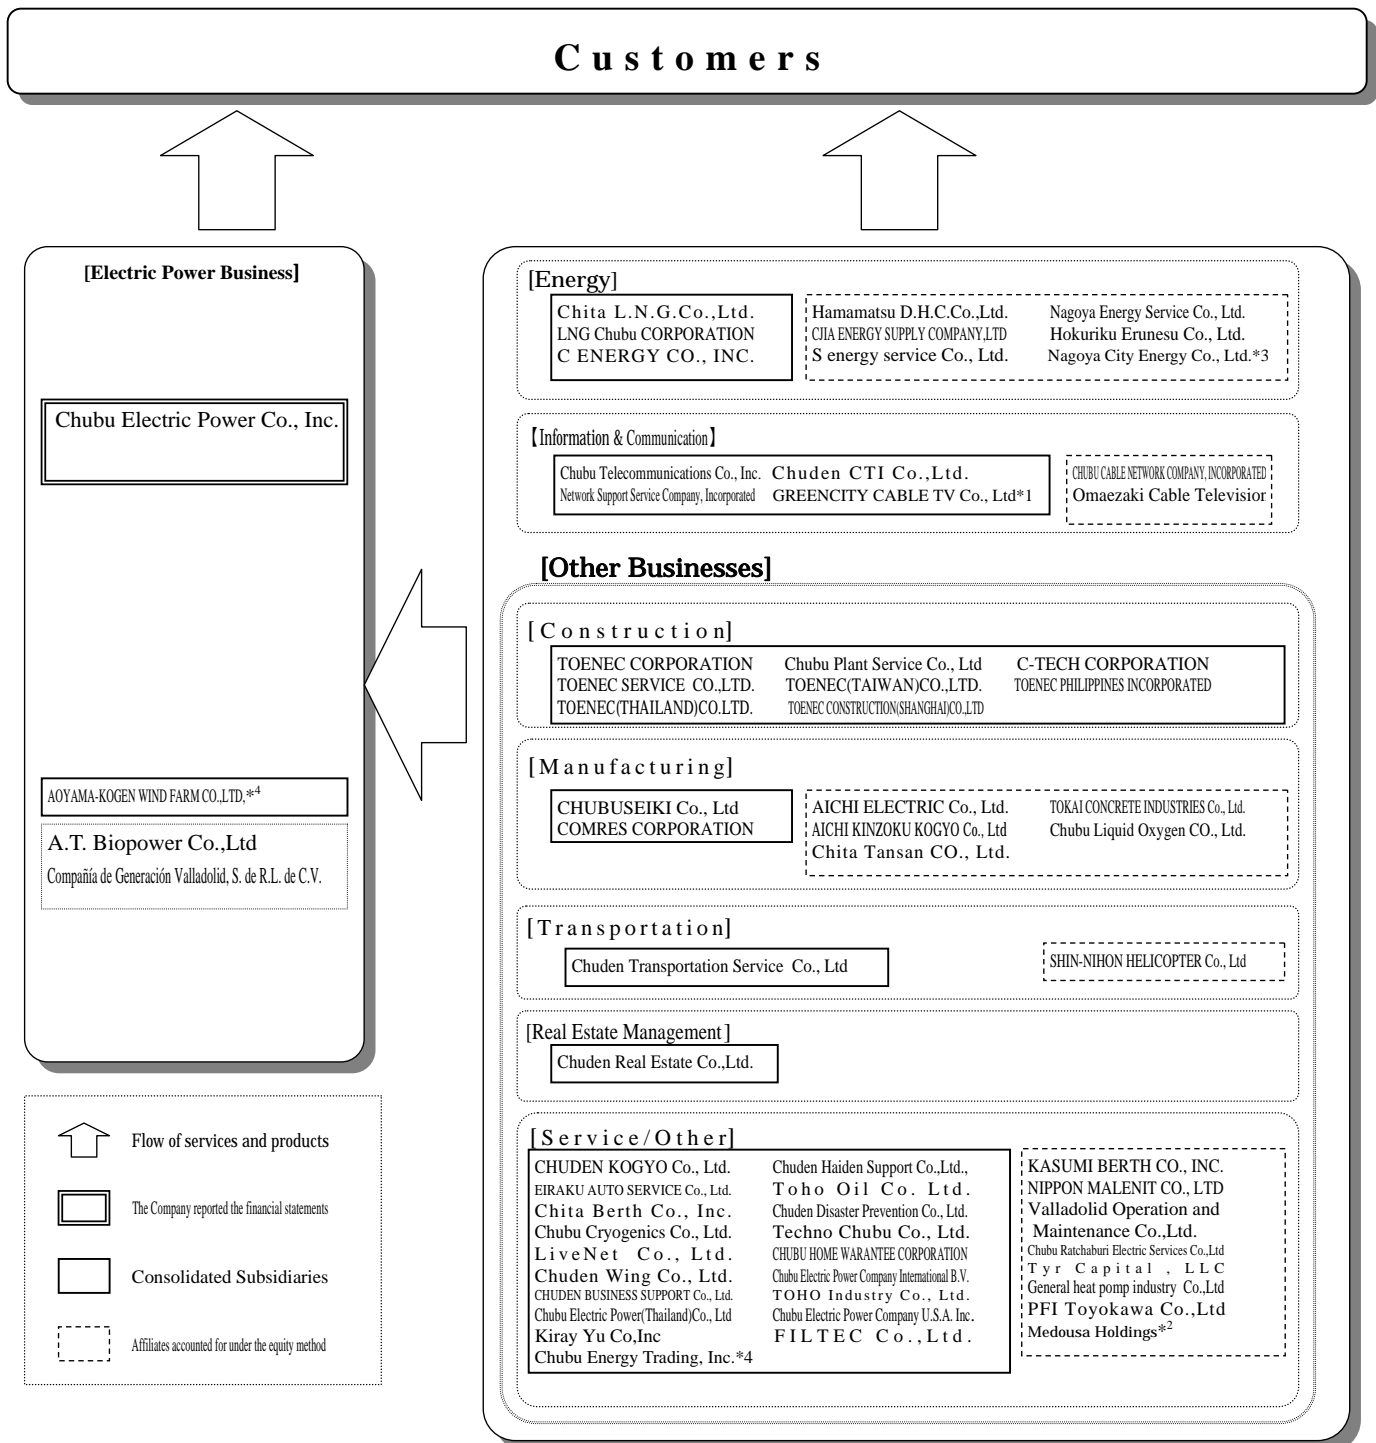 Customers
[Electric Power Business]
Chubu Electric Power Co., Inc.
AOYAMA-KOGEN WIND FARM CO.,LTD,*4
A.T. Biopower Co.,Ltd
Compañía de Generación Valladolid, S. de R.L. de C.V.
Flow of services and products
The Company reported the financial statements
Consolidated Subsidiaries
Affiliates accounted for under the equity method
[Energy]
Chita L.N.G.Co.,Ltd.
LNG Chubu CORPORATION
C ENERGY CO., INC.
Hamamatsu D.H.C.Co.,Ltd.
CJIA ENERGY SUPPLY COMPANY,LTD
S energy service Co., Ltd.
Nagoya Energy Service Co., Ltd.
Hokuriku Erunesu Co., Ltd.
Nagoya City Energy Co., Ltd.*3
【Information & Communication】
Chubu Telecommunications Co., Inc.
Network Support Service Company, Incorporated
Chuden CTI Co.,Ltd.
GREENCITY CABLE TV Co., Ltd*1
CHUBU CABLE NETWORK COMPANY, INCORPORATED
Omaezaki Cable Television
[Other Businesses]
[Construction]
TOENEC CORPORATION
TOENEC SERVICE CO.,LTD.
TOENEC(THAILAND)CO.LTD.
Chubu Plant Service Co., Ltd
TOENEC(TAIWAN)CO.,LTD.
TOENEC CONSTRUCTION(SHANGHAI)CO.,LTD
C-TECH CORPORATION
TOENEC PHILIPPINES INCORPORATED
[Manufacturing]
CHUBUSEIKI Co., Ltd
COMRES CORPORATION
AICHI ELECTRIC Co., Ltd.
AICHI KINZOKU KOGYO Co., Ltd
Chita Tansan CO., Ltd.
TOKAI CONCRETE INDUSTRIES Co., Ltd.
Chubu Liquid Oxygen CO., Ltd.
[Transportation]
Chuden Transportation Service Co., Ltd
SHIN-NIHON HELICOPTER Co., Ltd
[Real Estate Management]
Chuden Real Estate Co.,Ltd.
[Service/Other]
CHUDEN KOGYO Co., Ltd.
EIRAKU AUTO SERVICE Co., Ltd.
Chita Berth Co., Inc.
Chubu Cryogenics Co., Ltd.
LiveNet Co., Ltd.
Chuden Wing Co., Ltd.
CHUDEN BUSINESS SUPPORT Co., Ltd.
Chubu Electric Power(Thailand)Co., Ltd
Kiray Yu Co,Inc
Chubu Energy Trading, Inc.*4
Chuden Haiden Support Co.,Ltd.,
Toho Oil Co. Ltd.
Chuden Disaster Prevention Co., Ltd.
Techno Chubu Co., Ltd.
CHUBU HOME WARANTEE CORPORATION
Chubu Electric Power Company International B.V.
TOHO Industry Co., Ltd.
Chubu Electric Power Company U.S.A. Inc.
FILTEC Co.,Ltd.
KASUMI BERTH CO., INC.
NIPPON MALENIT CO., LTD
Valladolid Operation and
Maintenance Co.,Ltd.
Chubu Ratchaburi Electric Services Co.,Ltd
Tyr Capital , LLC
General heat pomp industry Co.,Ltd
PFI Toyokawa Co.,Ltd
Medousa Holdings*2